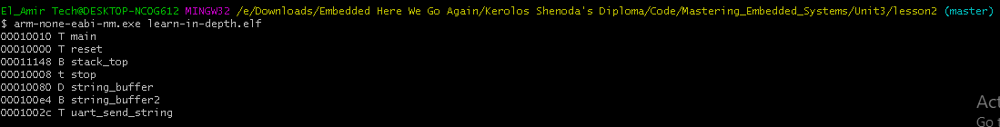 El_Amir Tech@DESKTOP-NCOG612 MINGW32 /e/Downloads/Embedded Here We Go Again/Kerolos Shenoda's Diploma/Code/Mastering_Embedded_Systems/Unit3/lesson2 (master)
$ arm-none-eabi-nm.exe learn-in-depth.elf
00010010 T main
00010000 T reset
00011148 B stack_top
00010008 t stop
00010080 D string_buffer
000100e4 B string_buffer2
0001002c T uart_send_string